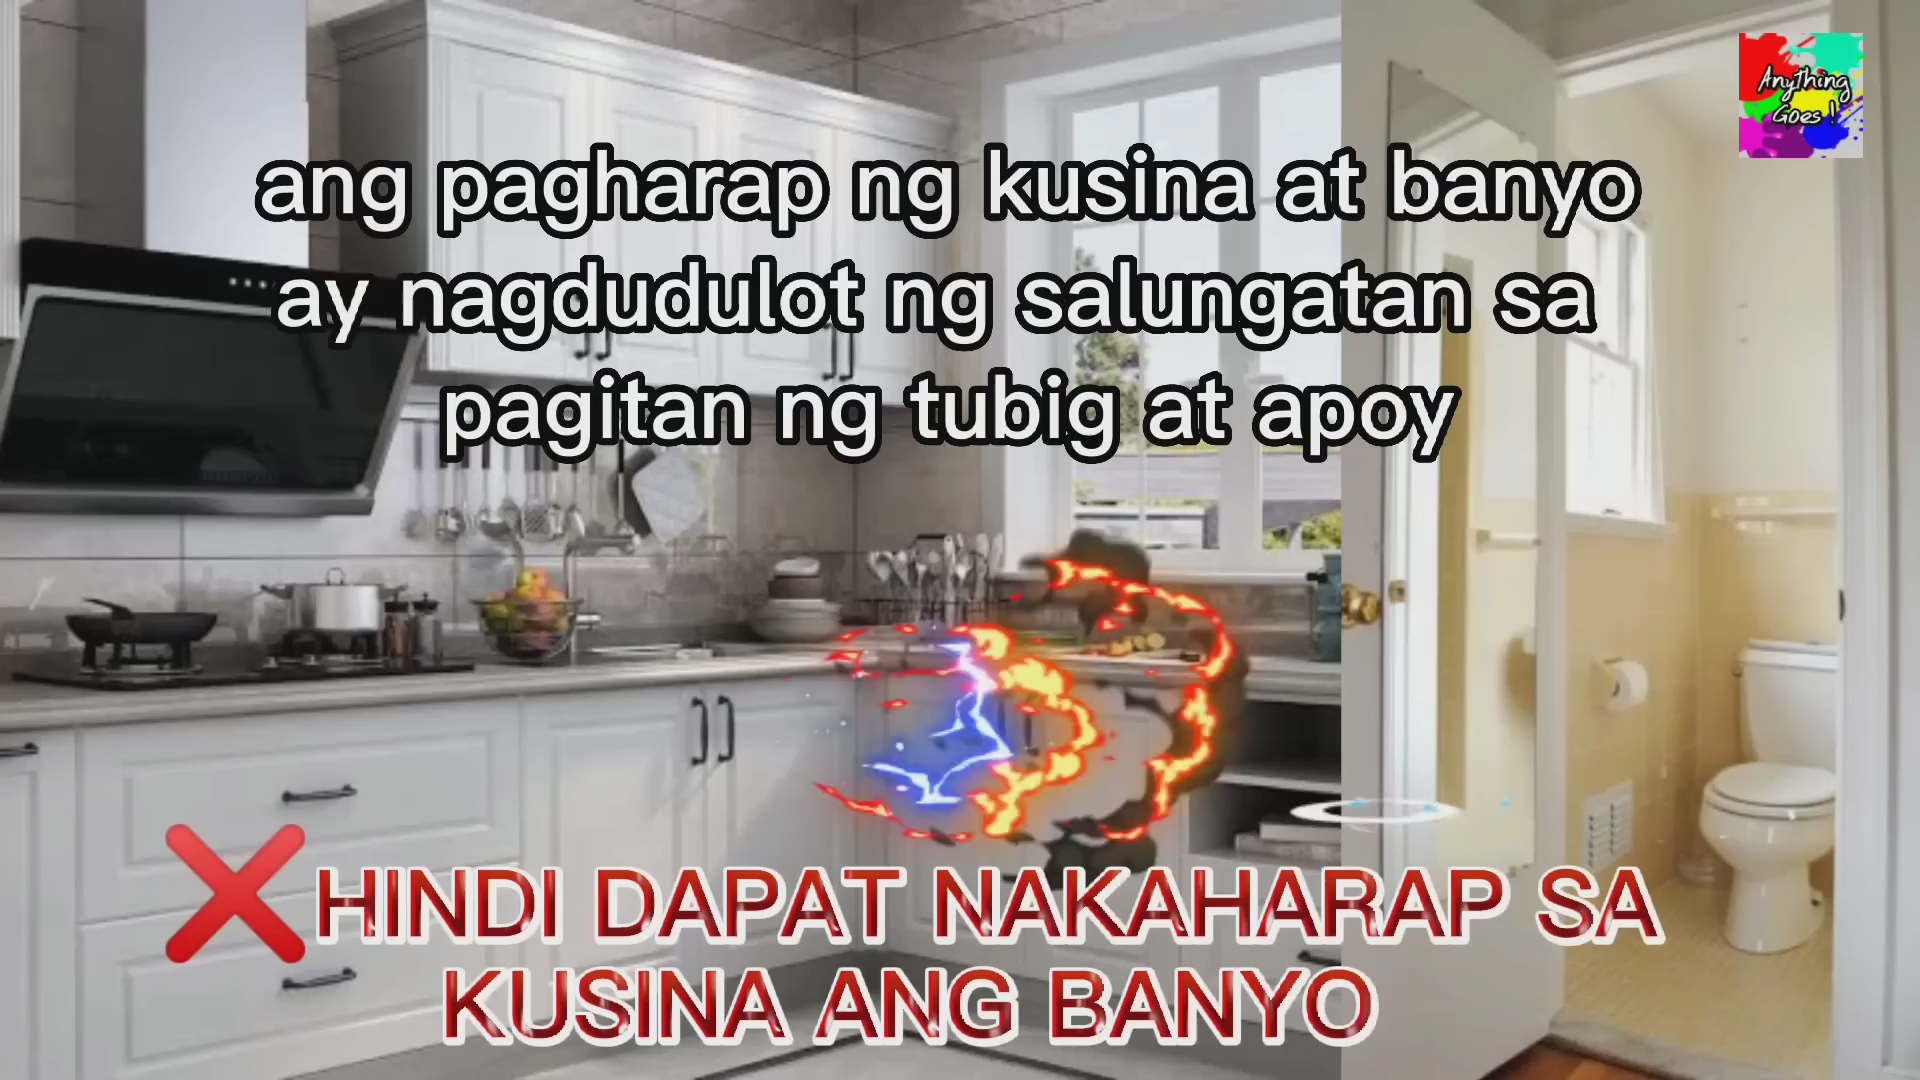 Anything
Goes!
ang pagharap ng kusina at banyo
ay nagdudulot ng salungatan sa
pagitan ng tubig at apoy
HINDI DAPAT NAKAHARAP SA
KUSINA ANG BANYO